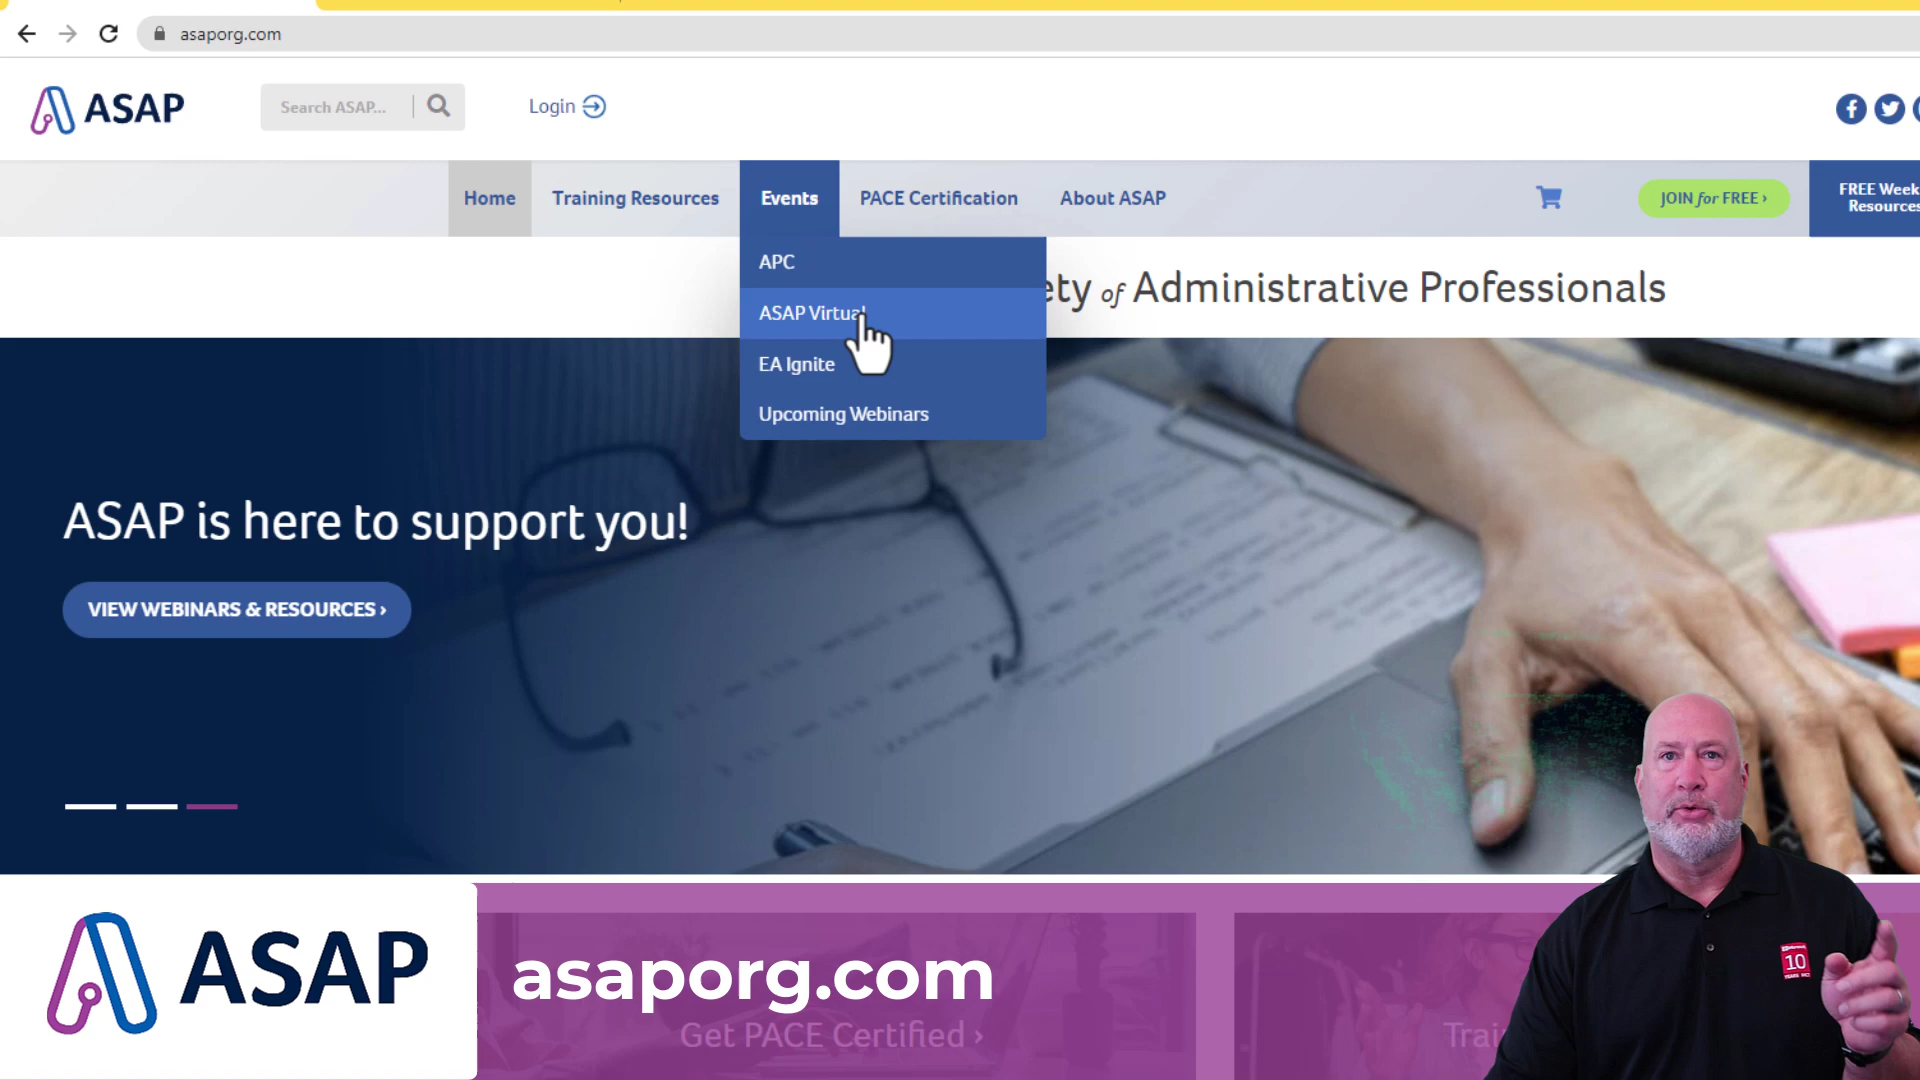 asaporg.com
ASAP
Search ASAP...
Login
Home
Training Resources
Events
PACE Certification
About ASAP
JOIN for FREE ›
FREE Week
Resources
APC
ASAP Virtual
EA Ignite
Upcoming Webinars
ety of Administrative Professionals
ASAP is here to support you!
VIEW WEBINARS & RESOURCES ›
ASAP
asaporg.com
Get PACE Certified ›
Trai
10